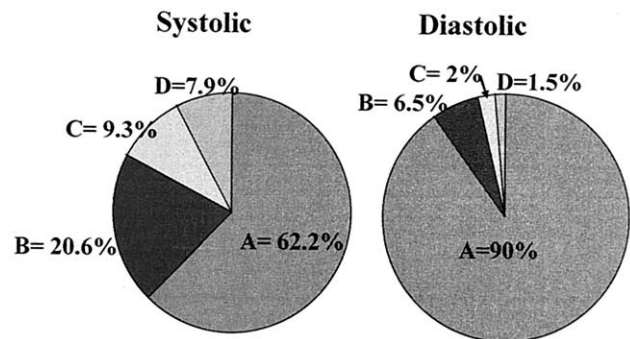 Systolic
Diastolic
D=7.9%
C= 9.3%
B= 20.6%
A= 62.2%
C= 2%
D=1.5%
B= 6.5%
A=90%